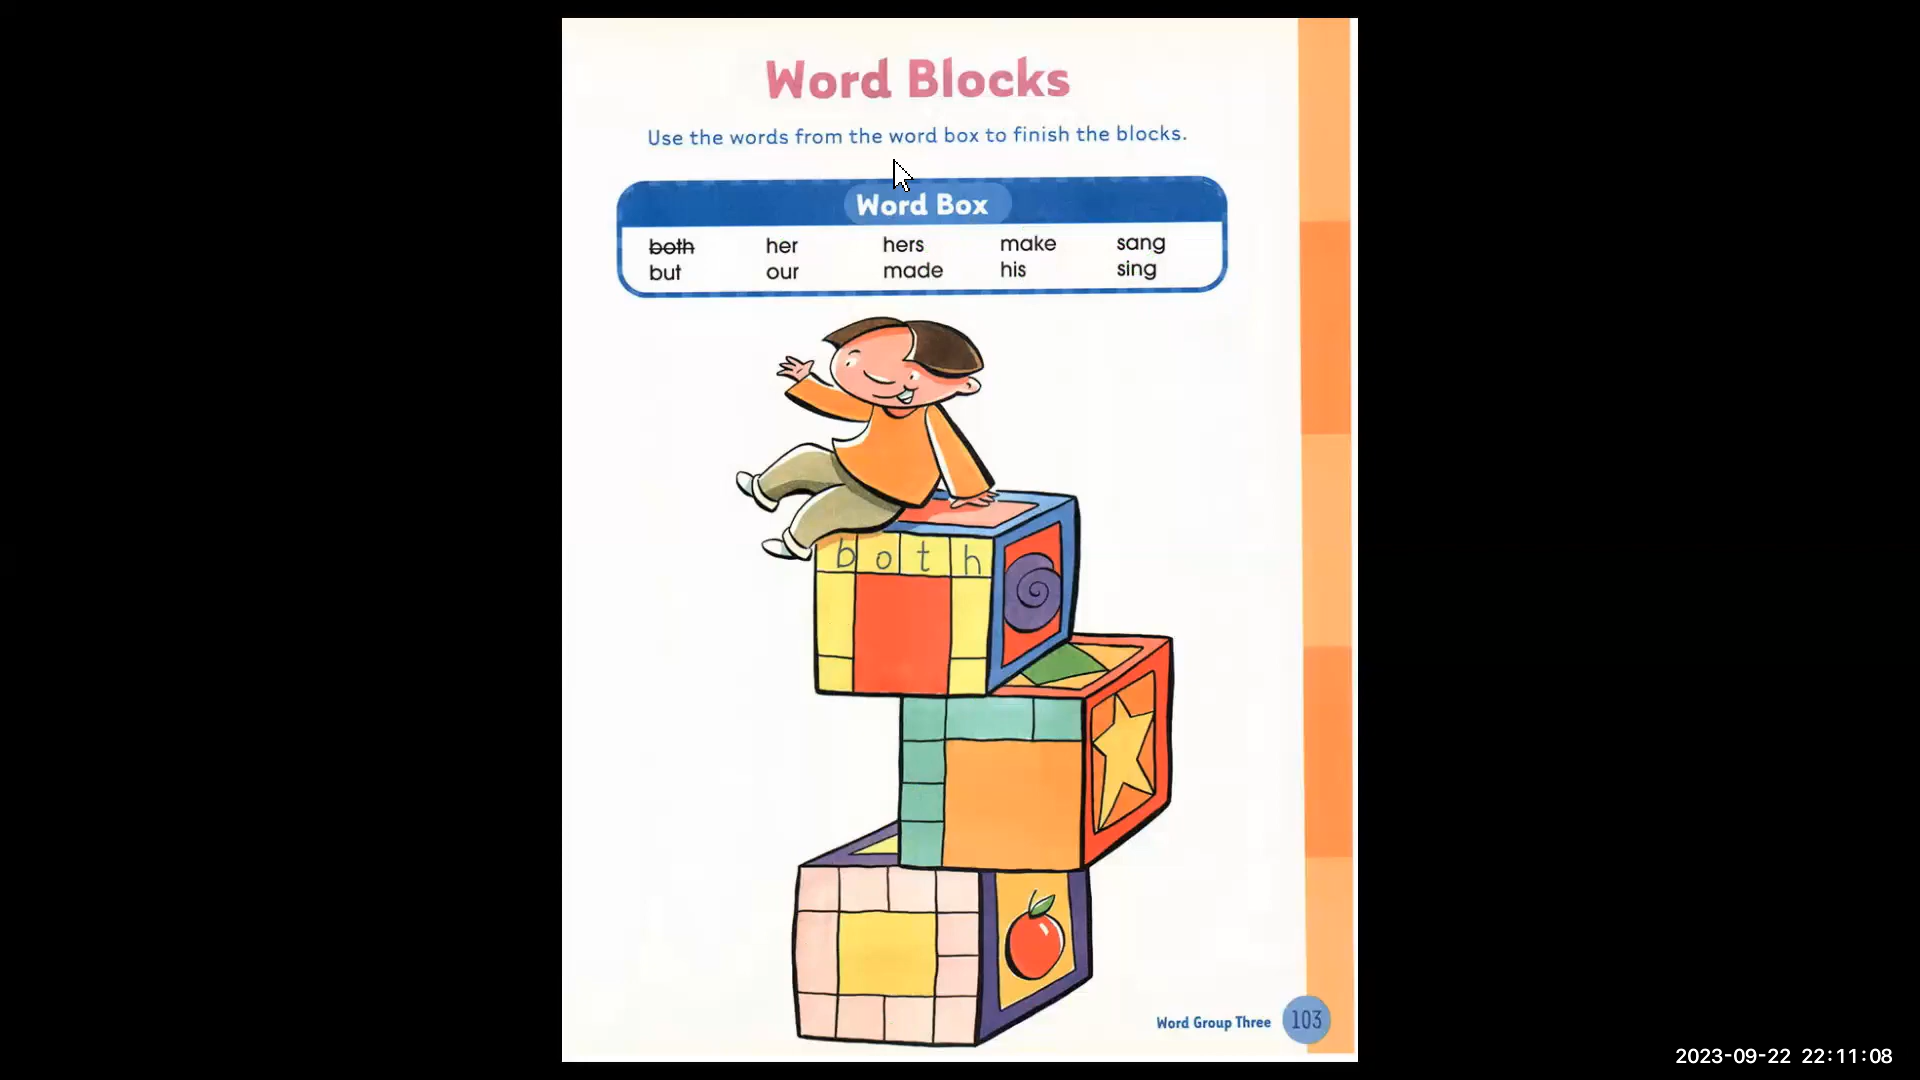 Word Blocks
Use the words from the word box to finish the blocks.
Word Box
both her hers make sang
but our made his sing
b o t h
Word Group Three 103
2023-09-22 22:11:08